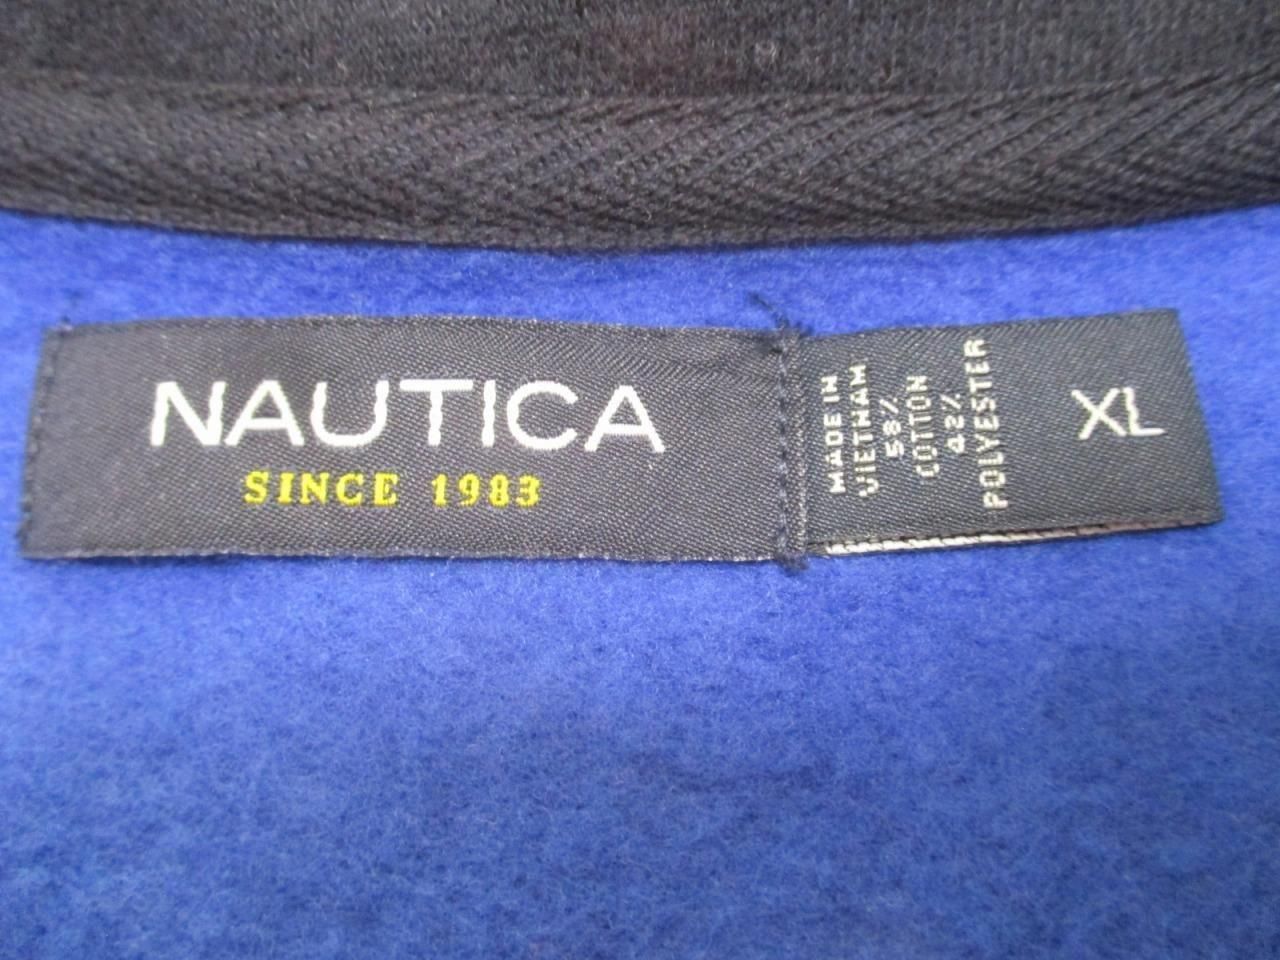 NAUTICA
SINCE 1983
MADE IN
VIETNAM
58%
COTTON
42%
POLYESTER
XL